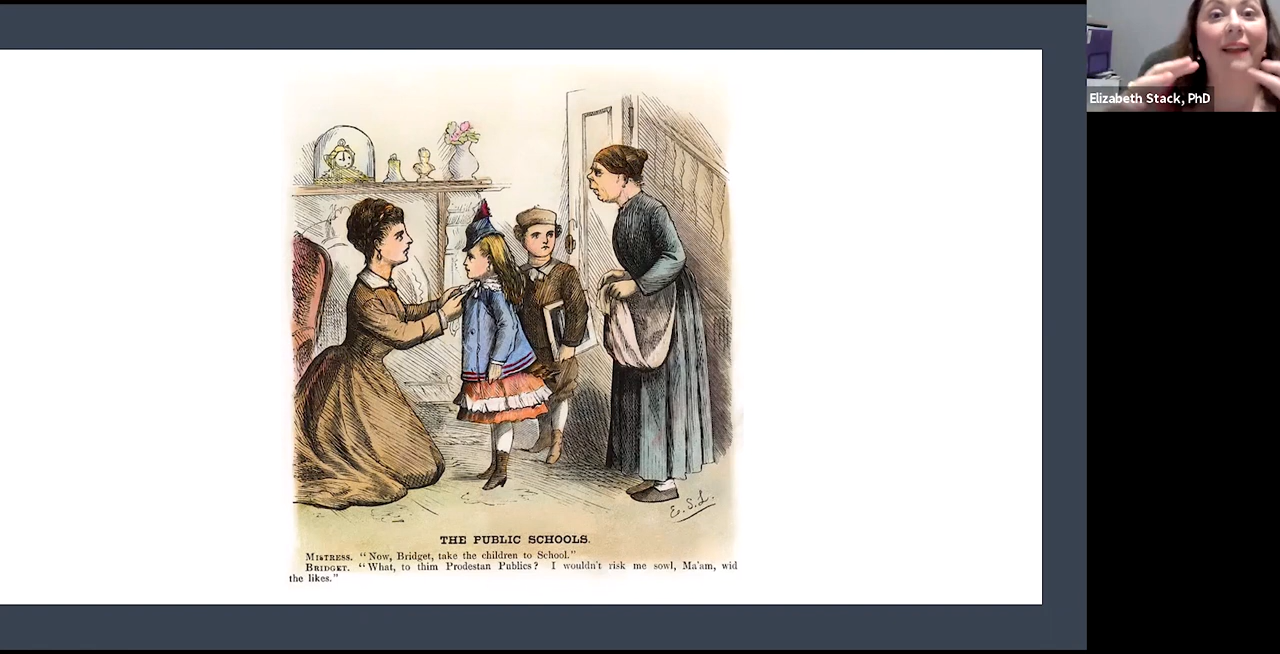 Elizabeth Stack, PhD
E.S.L.
THE PUBLIC SCHOOLS.
MISTRESS. "Now, Bridget, take the children to School."
BRIDGET. "What, to thim Prodestan Publics? I wouldn't risk me sowl, Ma'am, wid
the likes."